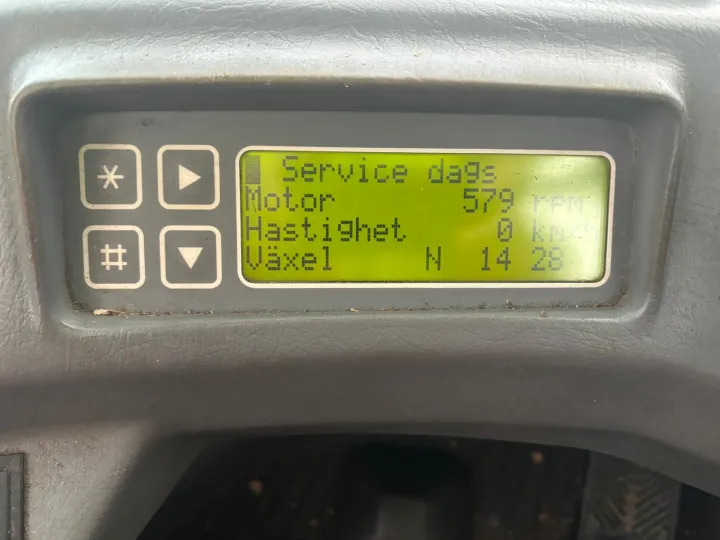 Service dags
Motor 579 rpm
Hastighet 0 km
Växel N 14 28
* #